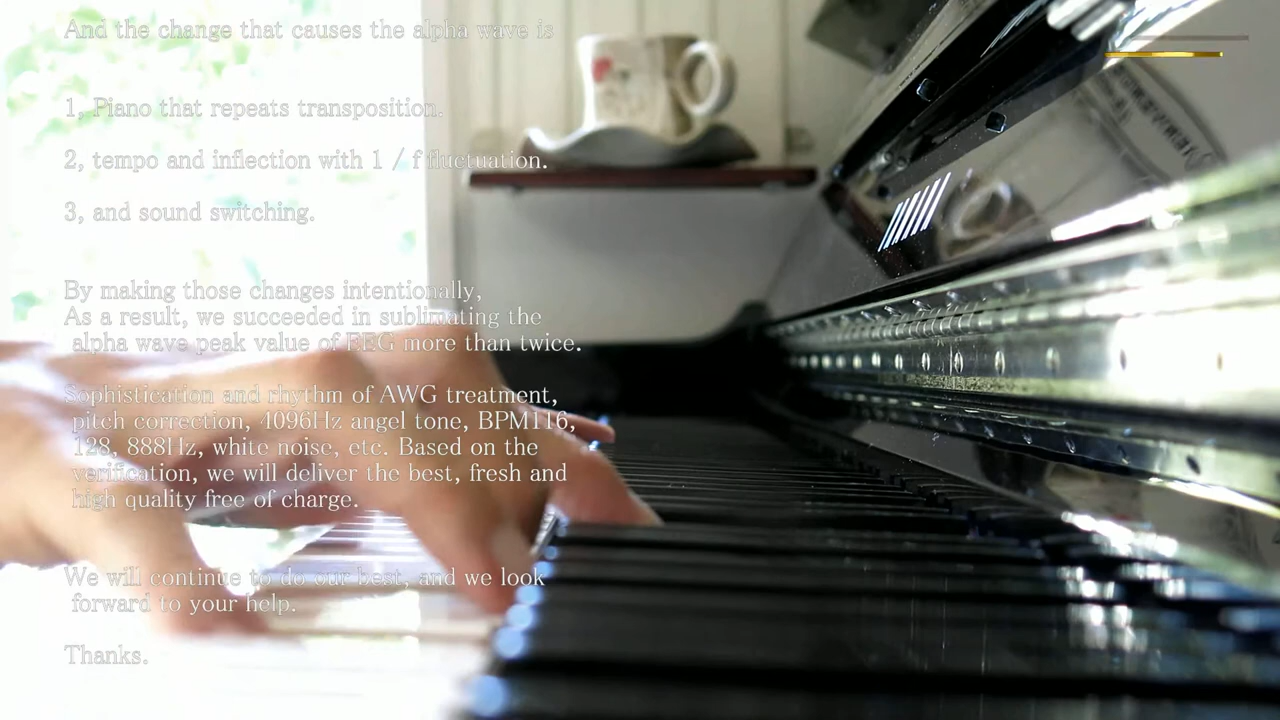 And the change that causes the alpha wave is
1, Piano that repeats transposition.
2, tempo and inflection with 1 / f fluctuation.
3, and sound switching.
By making those changes intentionally,
As a result, we succeeded in sublimating the
alpha wave peak value of EEG more than twice.
Sophistication and rhythm of AWG treatment,
pitch correction, 4096Hz angel tone, BPM116,
128, 888Hz, white noise, etc. Based on the
verification, we will deliver the best, fresh and
high quality free of charge.
We will continue to do our best, and we look
forward to your help.
Thanks.